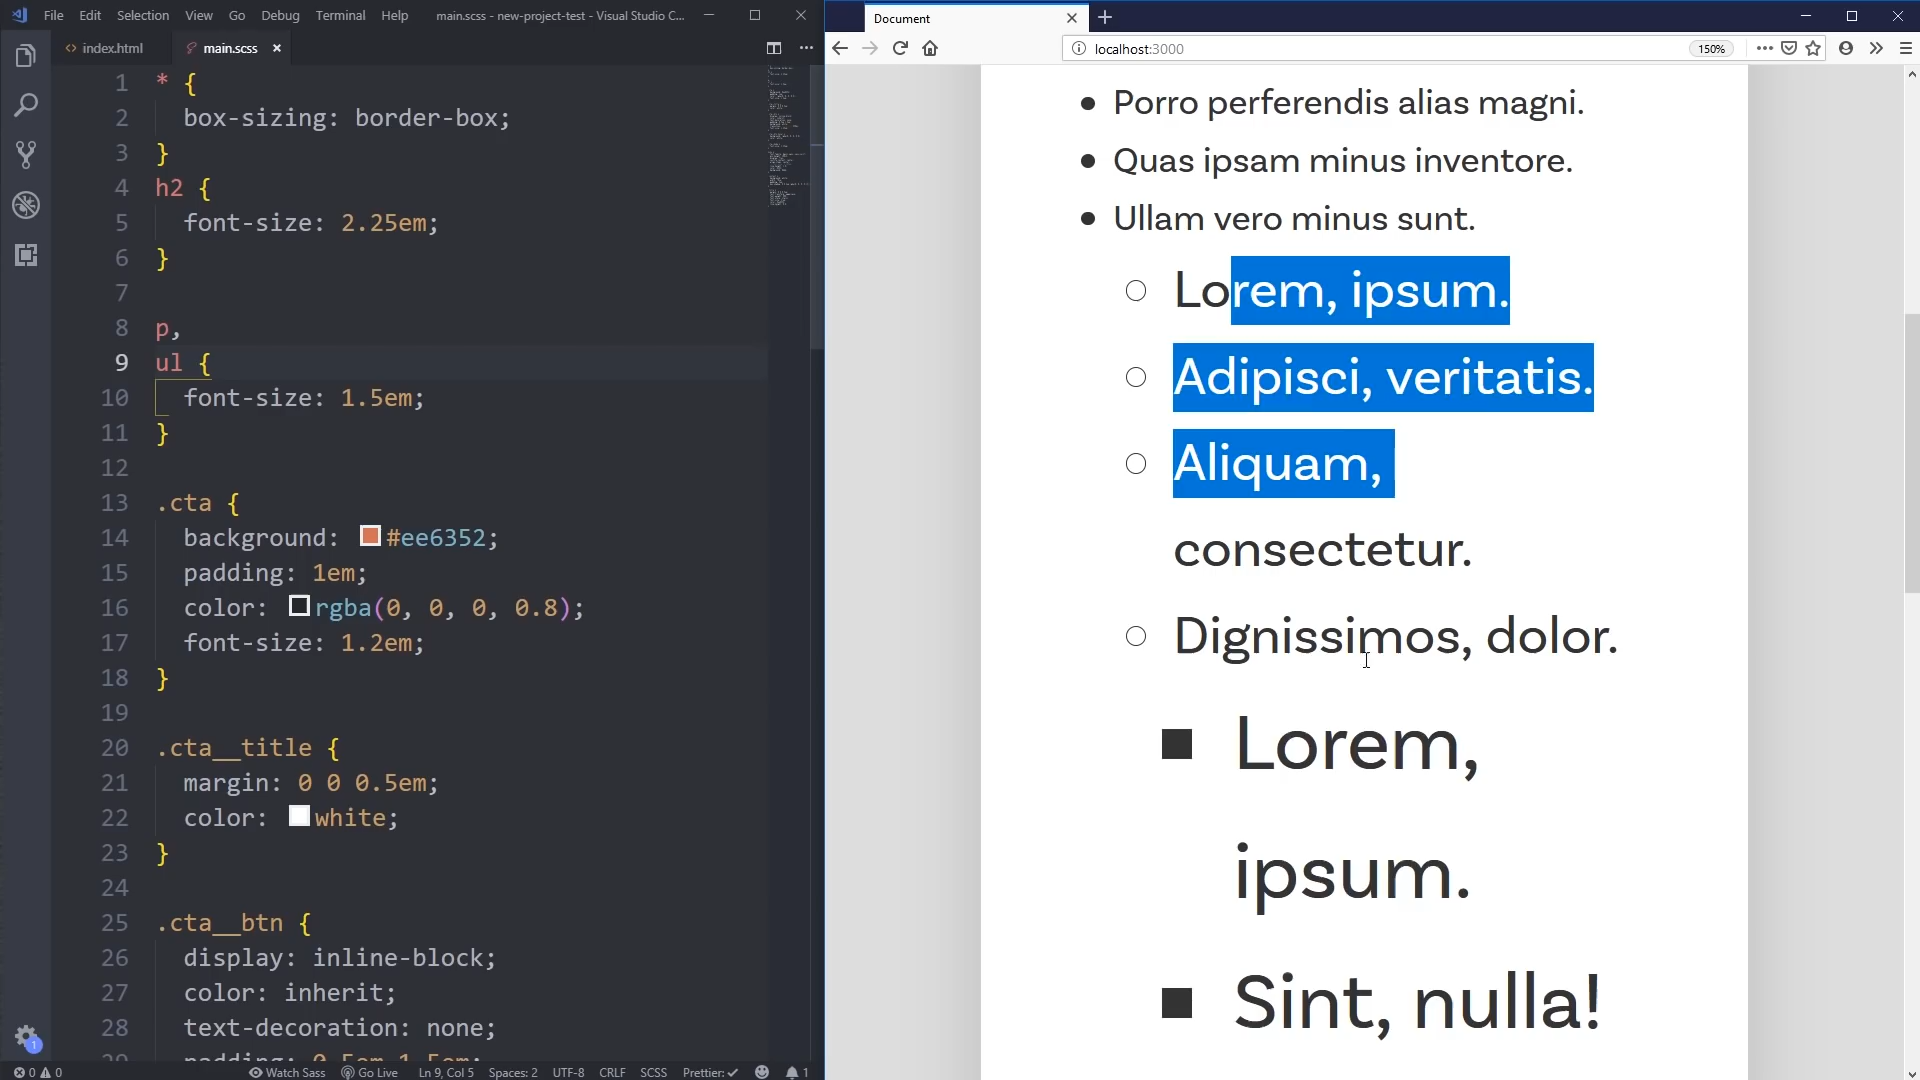 File Edit Selection View Go Debug Terminal Help main.scss - new-project-test - Visual Studio C...
index.html main.scss
1 * {
2 box-sizing: border-box;
3 }
4 h2 {
5 font-size: 2.25em;
6 }
7
8 p,
9 ul {
10 font-size: 1.5em;
11 }
12
13 .cta {
14 background: #ee6352;
15 padding: 1em;
16 color: rgba(0, 0, 0, 0.8);
17 font-size: 1.2em;
18 }
19
20 .cta__title {
21 margin: 0 0 0.5em;
22 color: white;
23 }
24
25 .cta__btn {
26 display: inline-block;
27 color: inherit;
28 text-decoration: none;
29 padding: 0.5em 1.5em;
1
0 0 Watch Sass Go Live Ln 9, Col 5 Spaces: 2 UTF-8 CRLF SCSS Prettier: 1
Document
localhost:3000 150%
Porro perferendis alias magni.
Quas ipsam minus inventore.
Ullam vero minus sunt.
Lorem, ipsum.
Adipisci, veritatis.
Aliquam,
consectetur.
Dignissimos, dolor.
Lorem,
ipsum.
Sint, nulla!